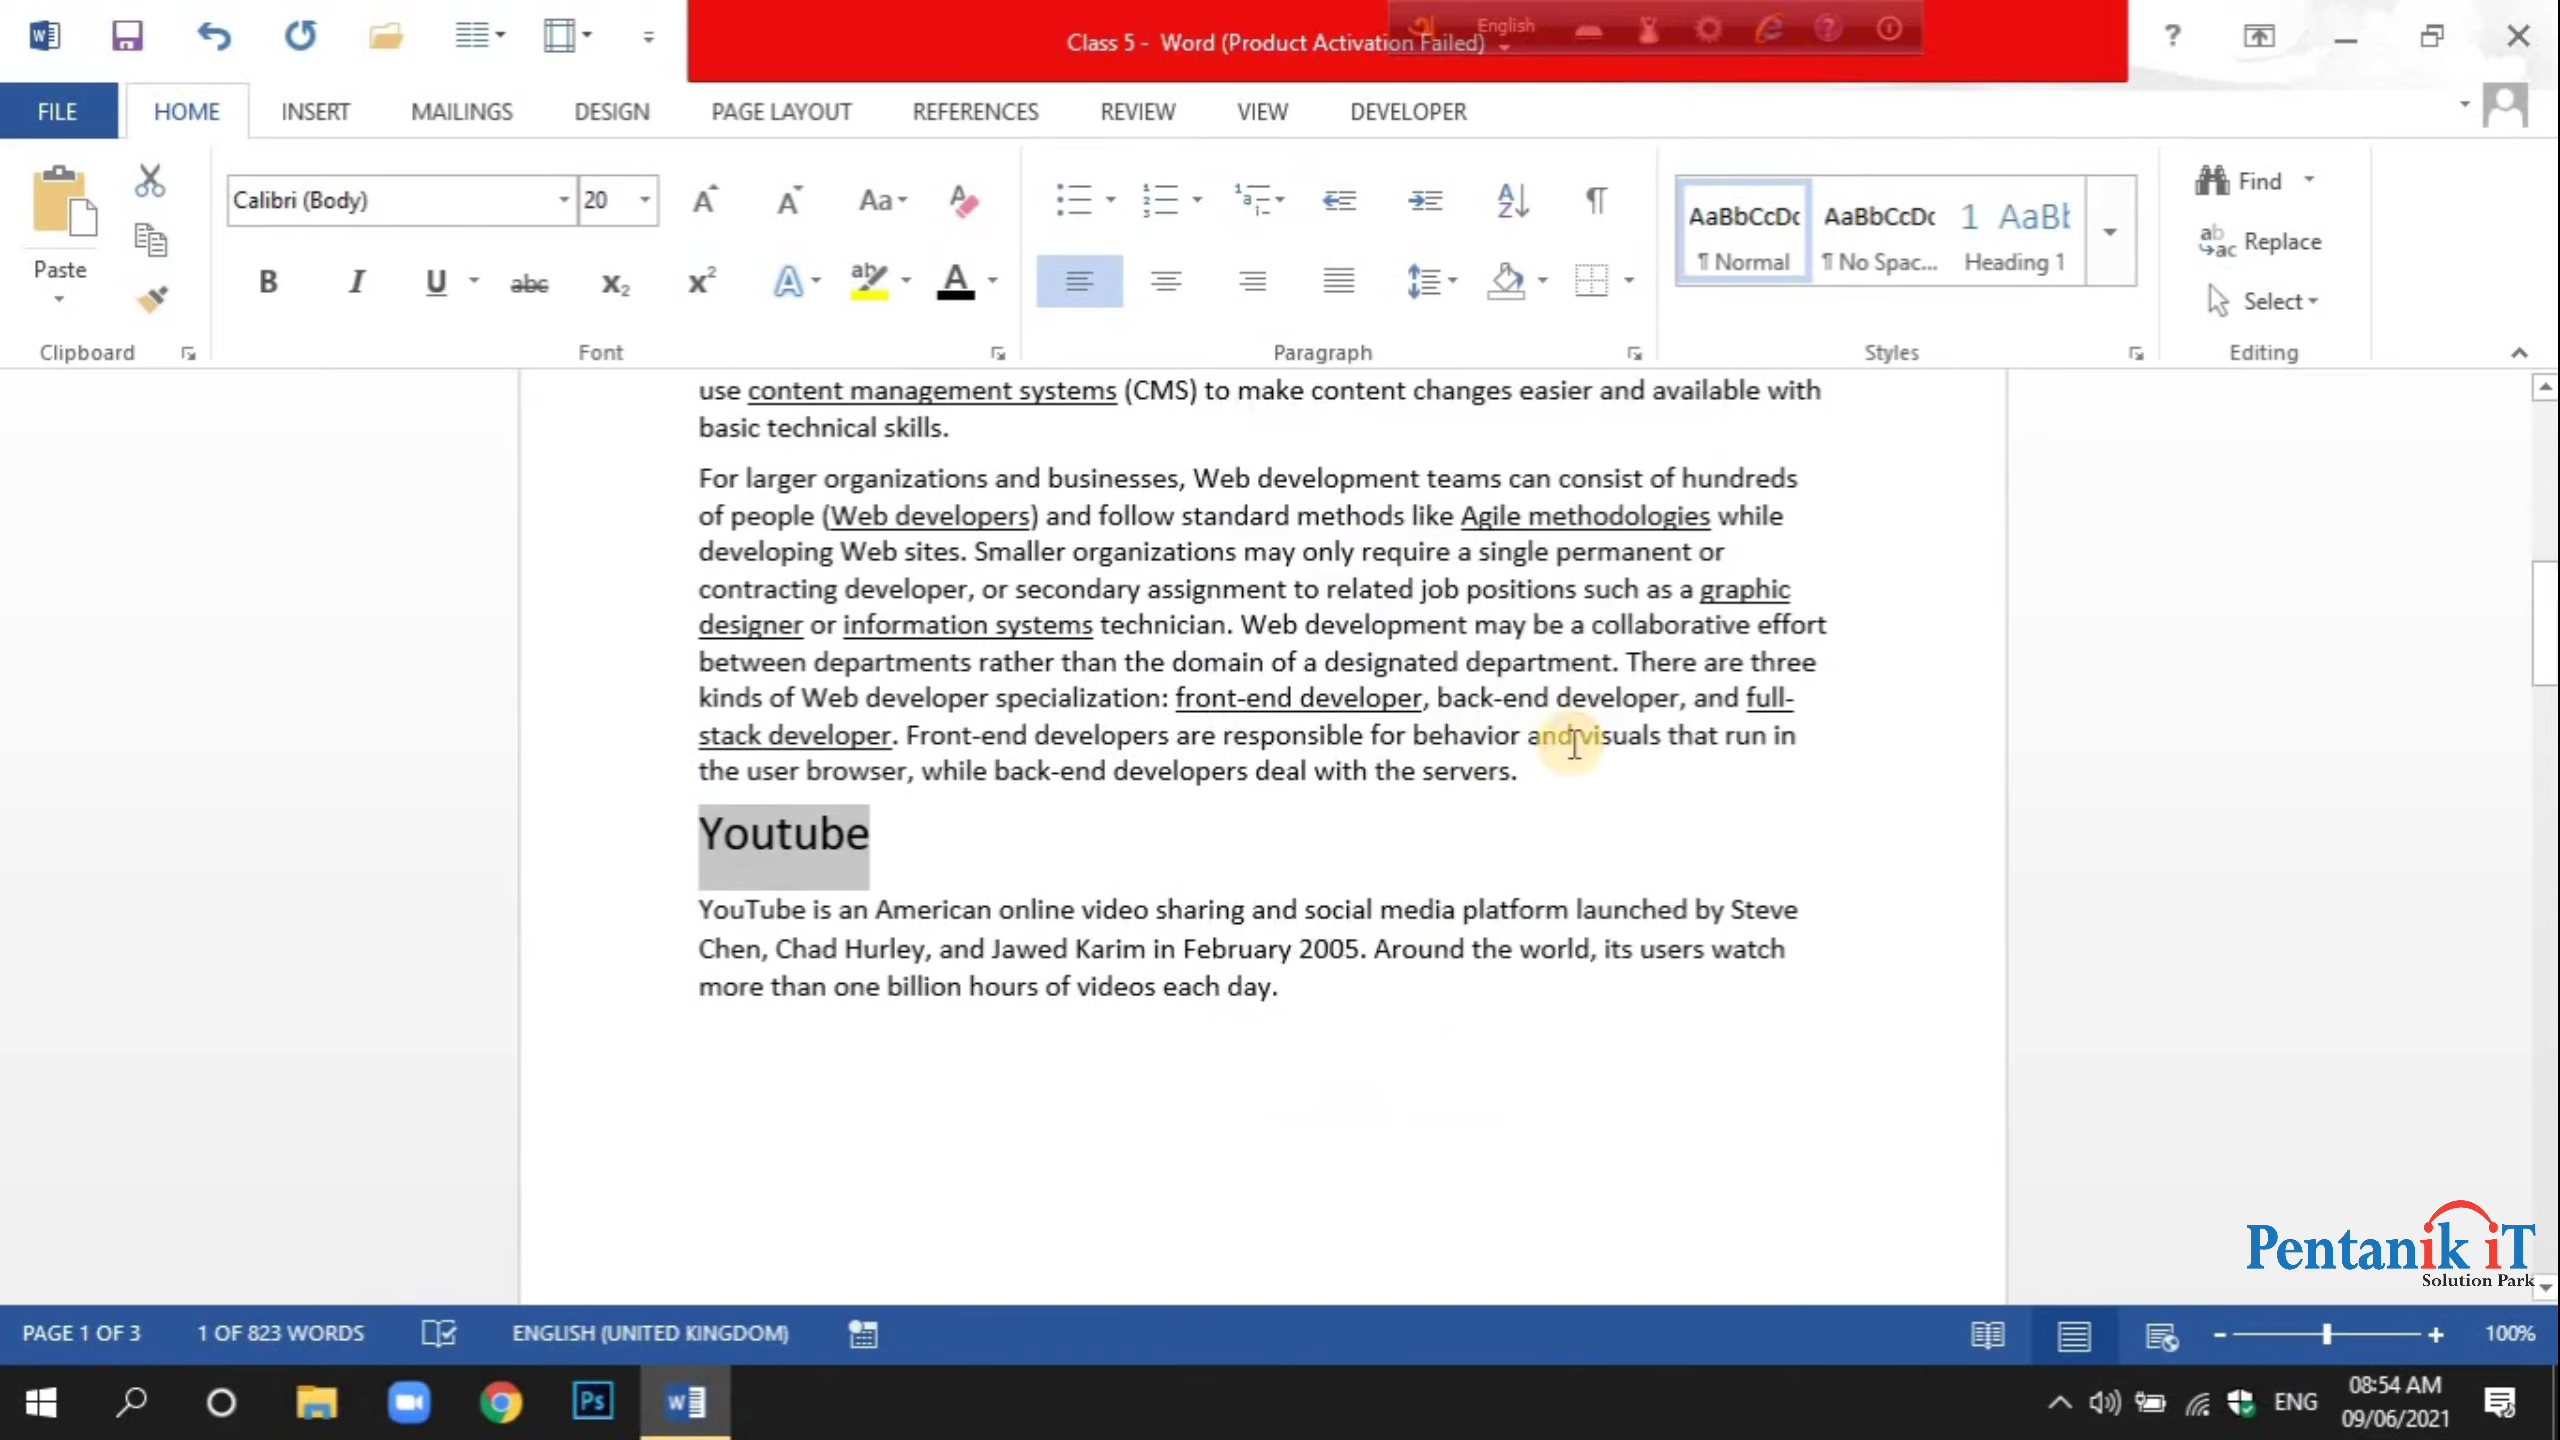 Class 5 - Word (Product Activation Failed)
English
FILE HOME INSERT MAILINGS DESIGN PAGE LAYOUT REFERENCES REVIEW VIEW DEVELOPER
Calibri (Body) 20
Aa
B I U abc X₂ X² A ab A
Paste
Clipboard
Font
Paragraph
AaBbCcDc AaBbCcDc 1 AaBb
¶ Normal ¶ No Spac... Heading 1
Styles
Find
Replace
Select
Editing
use content management systems (CMS) to make content changes easier and available with
basic technical skills.
For larger organizations and businesses, Web development teams can consist of hundreds
of people (Web developers) and follow standard methods like Agile methodologies while
developing Web sites. Smaller organizations may only require a single permanent or
contracting developer, or secondary assignment to related job positions such as a graphic
designer or information systems technician. Web development may be a collaborative effort
between departments rather than the domain of a designated department. There are three
kinds of Web developer specialization: front-end developer, back-end developer, and full-
stack developer. Front-end developers are responsible for behavior and visuals that run in
the user browser, while back-end developers deal with the servers.
Youtube
YouTube is an American online video sharing and social media platform launched by Steve
Chen, Chad Hurley, and Jawed Karim in February 2005. Around the world, its users watch
more than one billion hours of videos each day.
Pentanik iT
Solution Park
PAGE 1 OF 3 1 OF 823 WORDS ENGLISH (UNITED KINGDOM) 100%
Ps
ENG
08:54 AM
09/06/2021